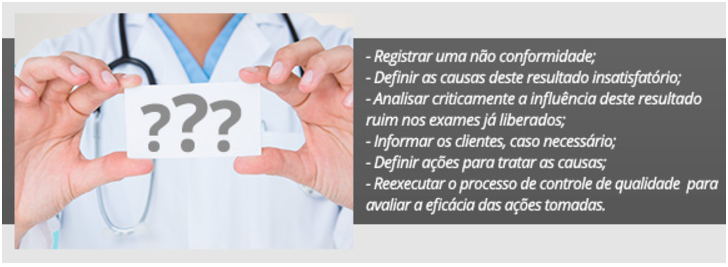 ???
- Registrar uma não conformidade;
- Definir as causas deste resultado insatisfatório;
- Analisar criticamente a influência deste resultado
ruim nos exames já liberados;
- Informar os clientes, caso necessário;
- Definir ações para tratar as causas;
- Reexecutar o processo de controle de qualidade para
avaliar a eficácia das ações tomadas.